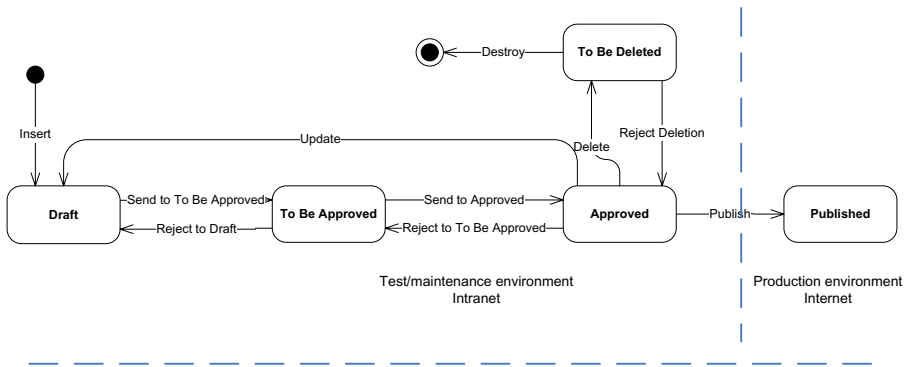 Destroy
To Be Deleted
Insert
Update
Delete
Reject Deletion
Draft
Send to To Be Approved
Reject to Draft
To Be Approved
Send to Approved
Reject to To Be Approved
Approved
Publish
Published
Test/maintenance environment
Intranet
Production environment
Internet